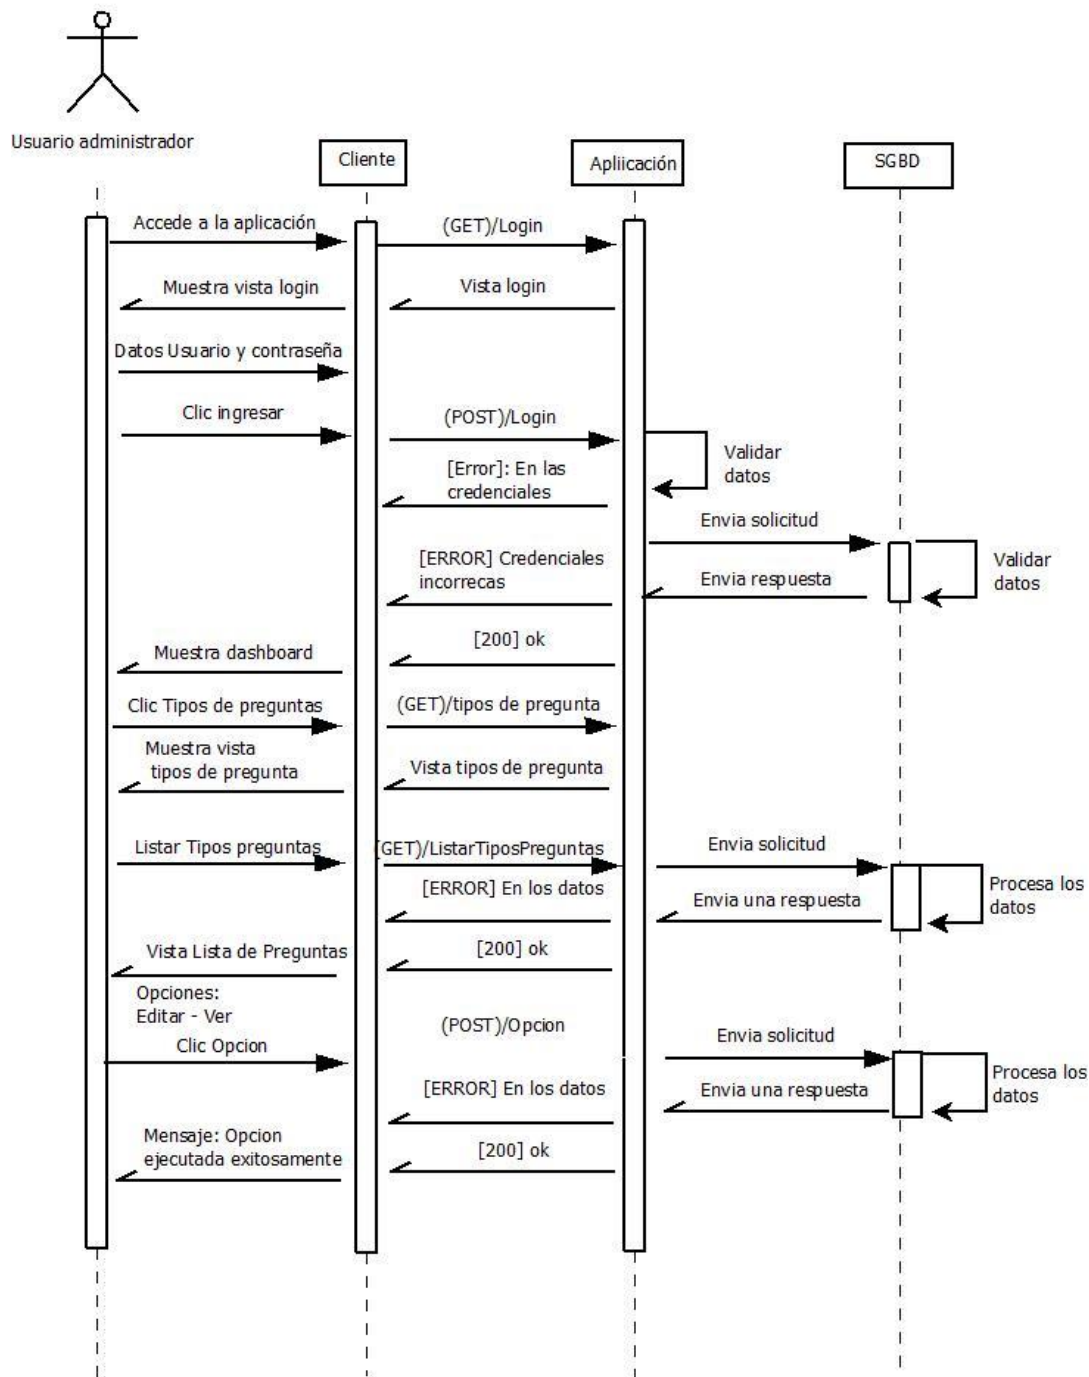 Usuario administrador
Cliente
Apliicación
SGBD
Accede a la aplicación
(GET)/Login
Muestra vista login
Vista login
Datos Usuario y contraseña
Clic ingresar
(POST)/Login
Validar
datos
[Error]: En las
credenciales
Envia solicitud
Validar
datos
[ERROR] Credenciales
incorrecas
Envia respuesta
[200] ok
Muestra dashboard
Clic Tipos de preguntas
(GET)/tipos de pregunta
Muestra vista
tipos de pregunta
Vista tipos de pregunta
Listar Tipos preguntas
(GET)/ListarTiposPreguntas
Envia solicitud
Procesa los
datos
[ERROR] En los datos
Envia una respuesta
Vista Lista de Preguntas
[200] ok
Opciones:
Editar - Ver
Clic Opcion
(POST)/Opcion
Envia solicitud
Procesa los
datos
[ERROR] En los datos
Envia una respuesta
Mensaje: Opcion
ejecutada exitosamente
[200] ok